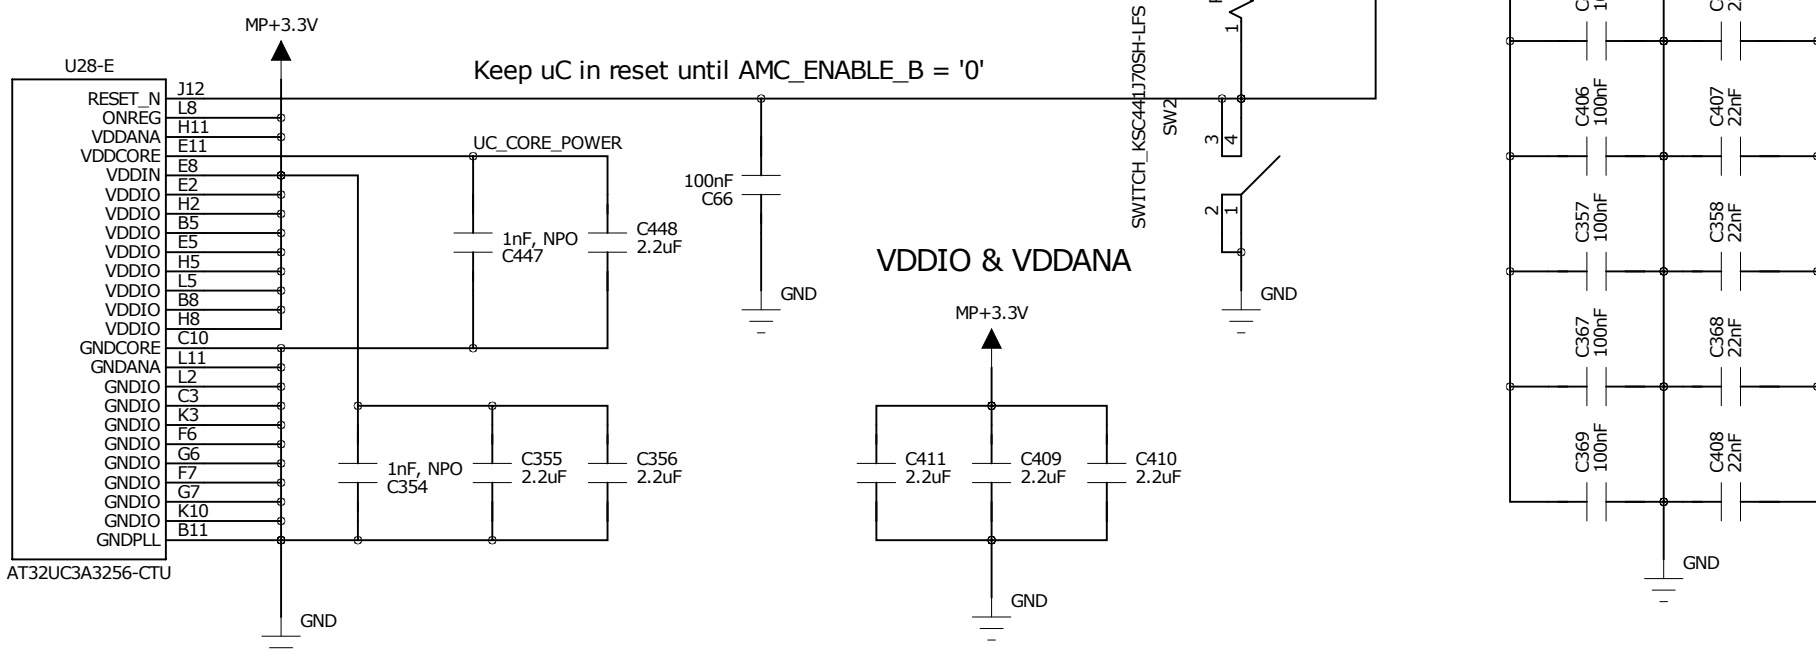 MP+3.3V
U28-E
Keep uC in reset until AMC_ENABLE_B = '0'
RESET_N J12
ONREG L8
VDDANA H11
VDDCORE E11
VDDIN E8
VDDIO E2
VDDIO H2
VDDIO B5
VDDIO E5
VDDIO H5
VDDIO L5
VDDIO B8
VDDIO H8
GNDCORE C10
GNDANA L11
GNDIO L2
GNDIO C3
GNDIO K3
GNDIO F6
GNDIO G6
GNDIO F7
GNDIO G7
GNDIO K10
GNDPLL B11
AT32UC3A3256-CTU
GND
UC_CORE_POWER
1nF, NPO
C447
C448
2.2uF
1nF, NPO
C354
C355
2.2uF
C356
2.2uF
100nF
C66
GND
VDDIO & VDDANA
MP+3.3V
C411
2.2uF
C409
2.2uF
C410
2.2uF
GND
SWITCH_KSC441J70SH-LFS
SW2
1
3
4
2
1
GND
C406
100nF
C407
22nF
C357
100nF
C358
22nF
C367
100nF
C368
22nF
C369
100nF
C408
22nF
GND